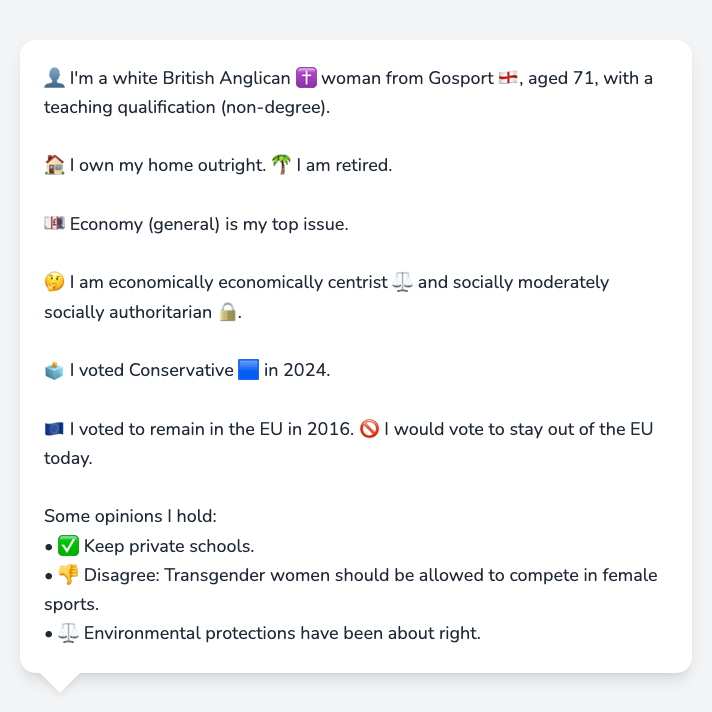 👤 I'm a white British Anglican ✝️ woman from Gosport 🏴󠁧󠁢󠁥󠁮󠁧󠁿, aged 71, with a
teaching qualification (non-degree).
🏠 I own my home outright. 🌴 I am retired.
💷 Economy (general) is my top issue.
🤔 I am economically economically centrist ⚖️ and socially moderately
socially authoritarian 🔒.
🗳️ I voted Conservative 🟦 in 2024.
🇪🇺 I voted to remain in the EU in 2016. 🚫 I would vote to stay out of the EU
today.
Some opinions I hold:
• ✅ Keep private schools.
• 👎 Disagree: Transgender women should be allowed to compete in female
sports.
• ⚖️ Environmental protections have been about right.